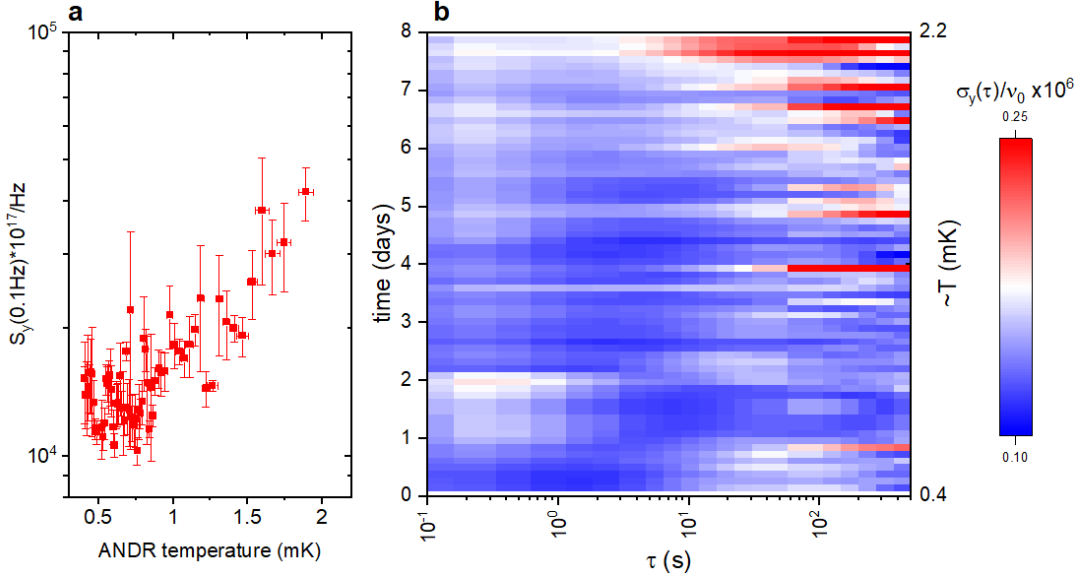 a
S_y(0.1Hz)*10^17/Hz
10^5
10^4
0.5 1 1.5 2
ANDR temperature (mK)
b
time (days)
8
7
6
5
4
3
2
1
0
10^-1 10^0 10^1 10^2
τ (s)
2.2
~T (mK)
0.4
σ_y(τ)/ν_0 x10^6
0.25
0.10